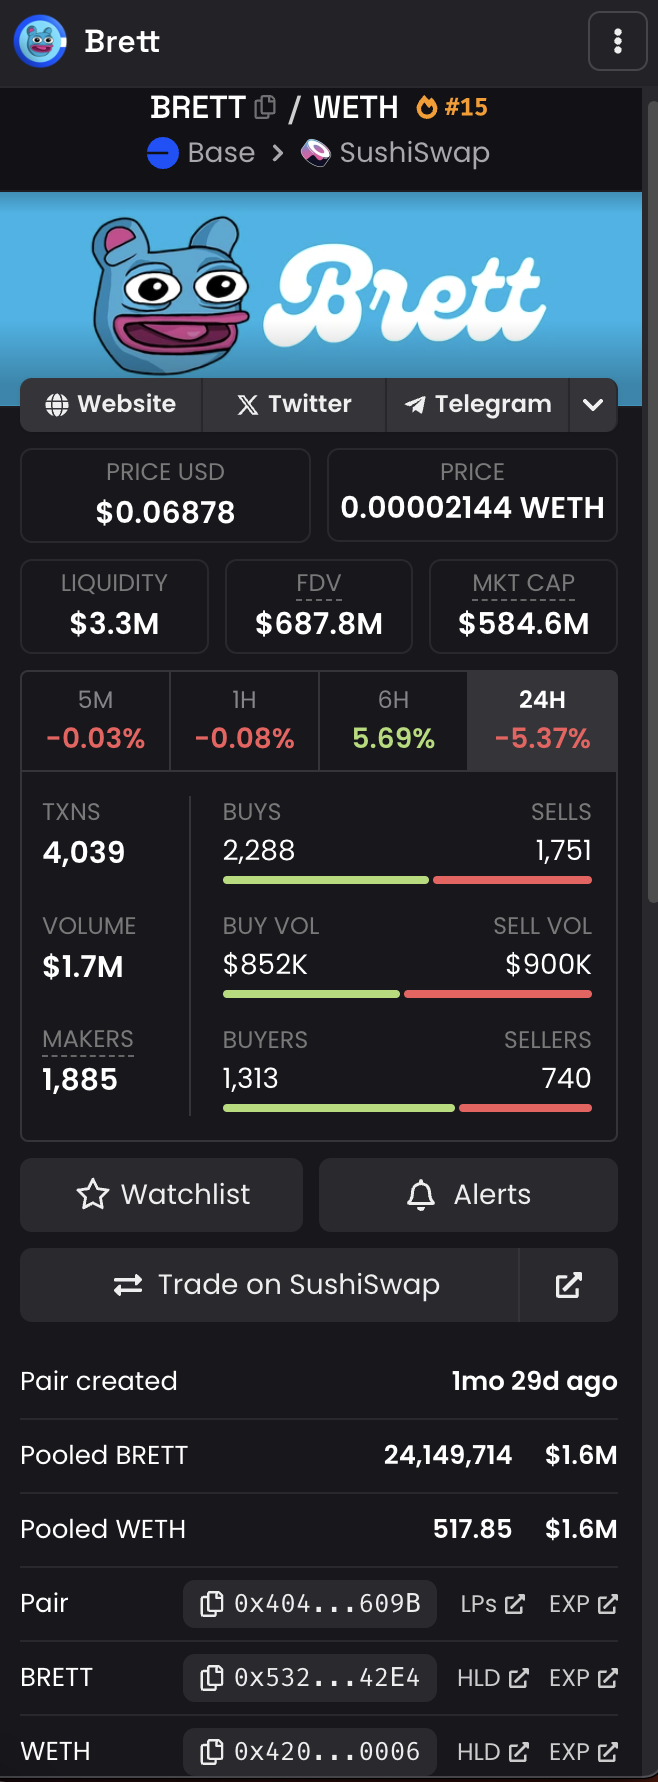 Brett
BRETT / WETH #15
Base > SushiSwap
Brett
Website Twitter Telegram
PRICE USD PRICE
$0.06878 0.00002144 WETH
LIQUIDITY FDV MKT CAP
$3.3M $687.8M $584.6M
5M 1H 6H 24H
-0.03% -0.08% 5.69% -5.37%
TXNS BUYS SELLS
4,039 2,288 1,751
VOLUME BUY VOL SELL VOL
$1.7M $852K $900K
MAKERS BUYERS SELLERS
1,885 1,313 740
Watchlist Alerts
Trade on SushiSwap
Pair created 1mo 29d ago
Pooled BRETT 24,149,714 $1.6M
Pooled WETH 517.85 $1.6M
Pair 0x404...609B LPs EXP
BRETT 0x532...42E4 HLD EXP
WETH 0x420...0006 HLD EXP